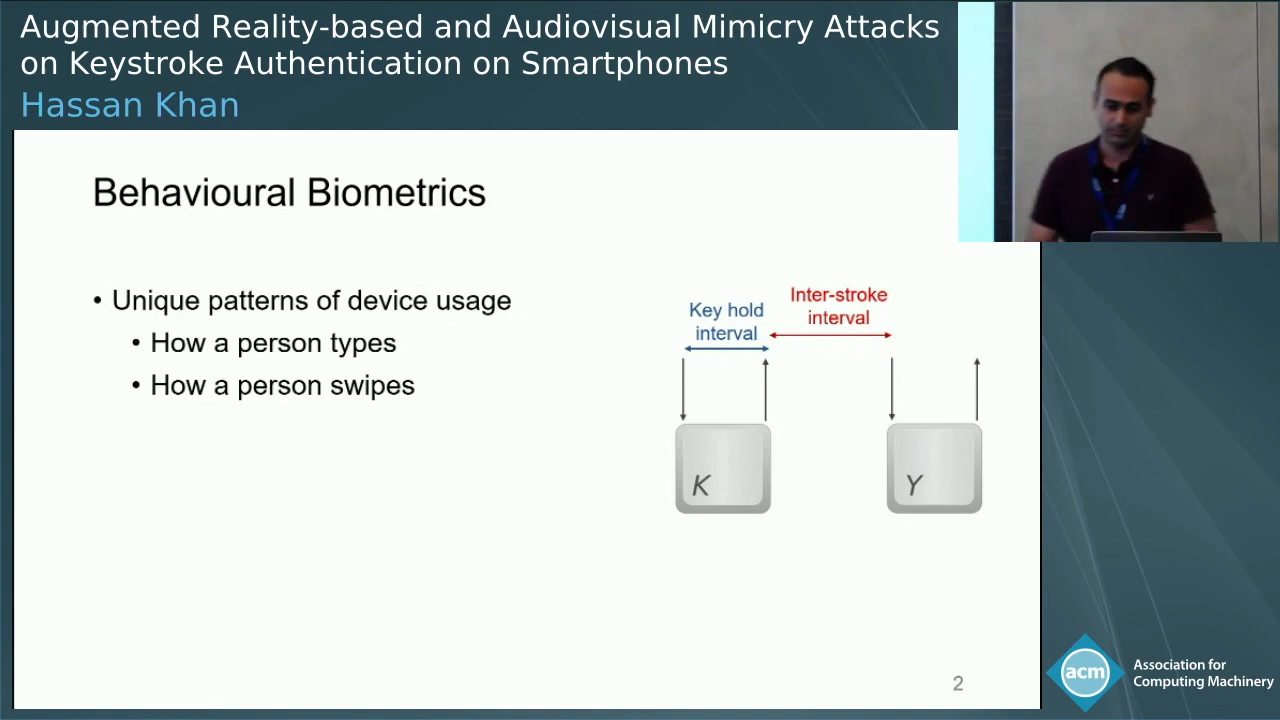 Augmented Reality-based and Audiovisual Mimicry Attacks
on Keystroke Authentication on Smartphones
Hassan Khan
Behavioural Biometrics
• Unique patterns of device usage
• How a person types
• How a person swipes
Key hold
interval
Inter-stroke
interval
K
Y
2
acm
Association for
Computing Machinery